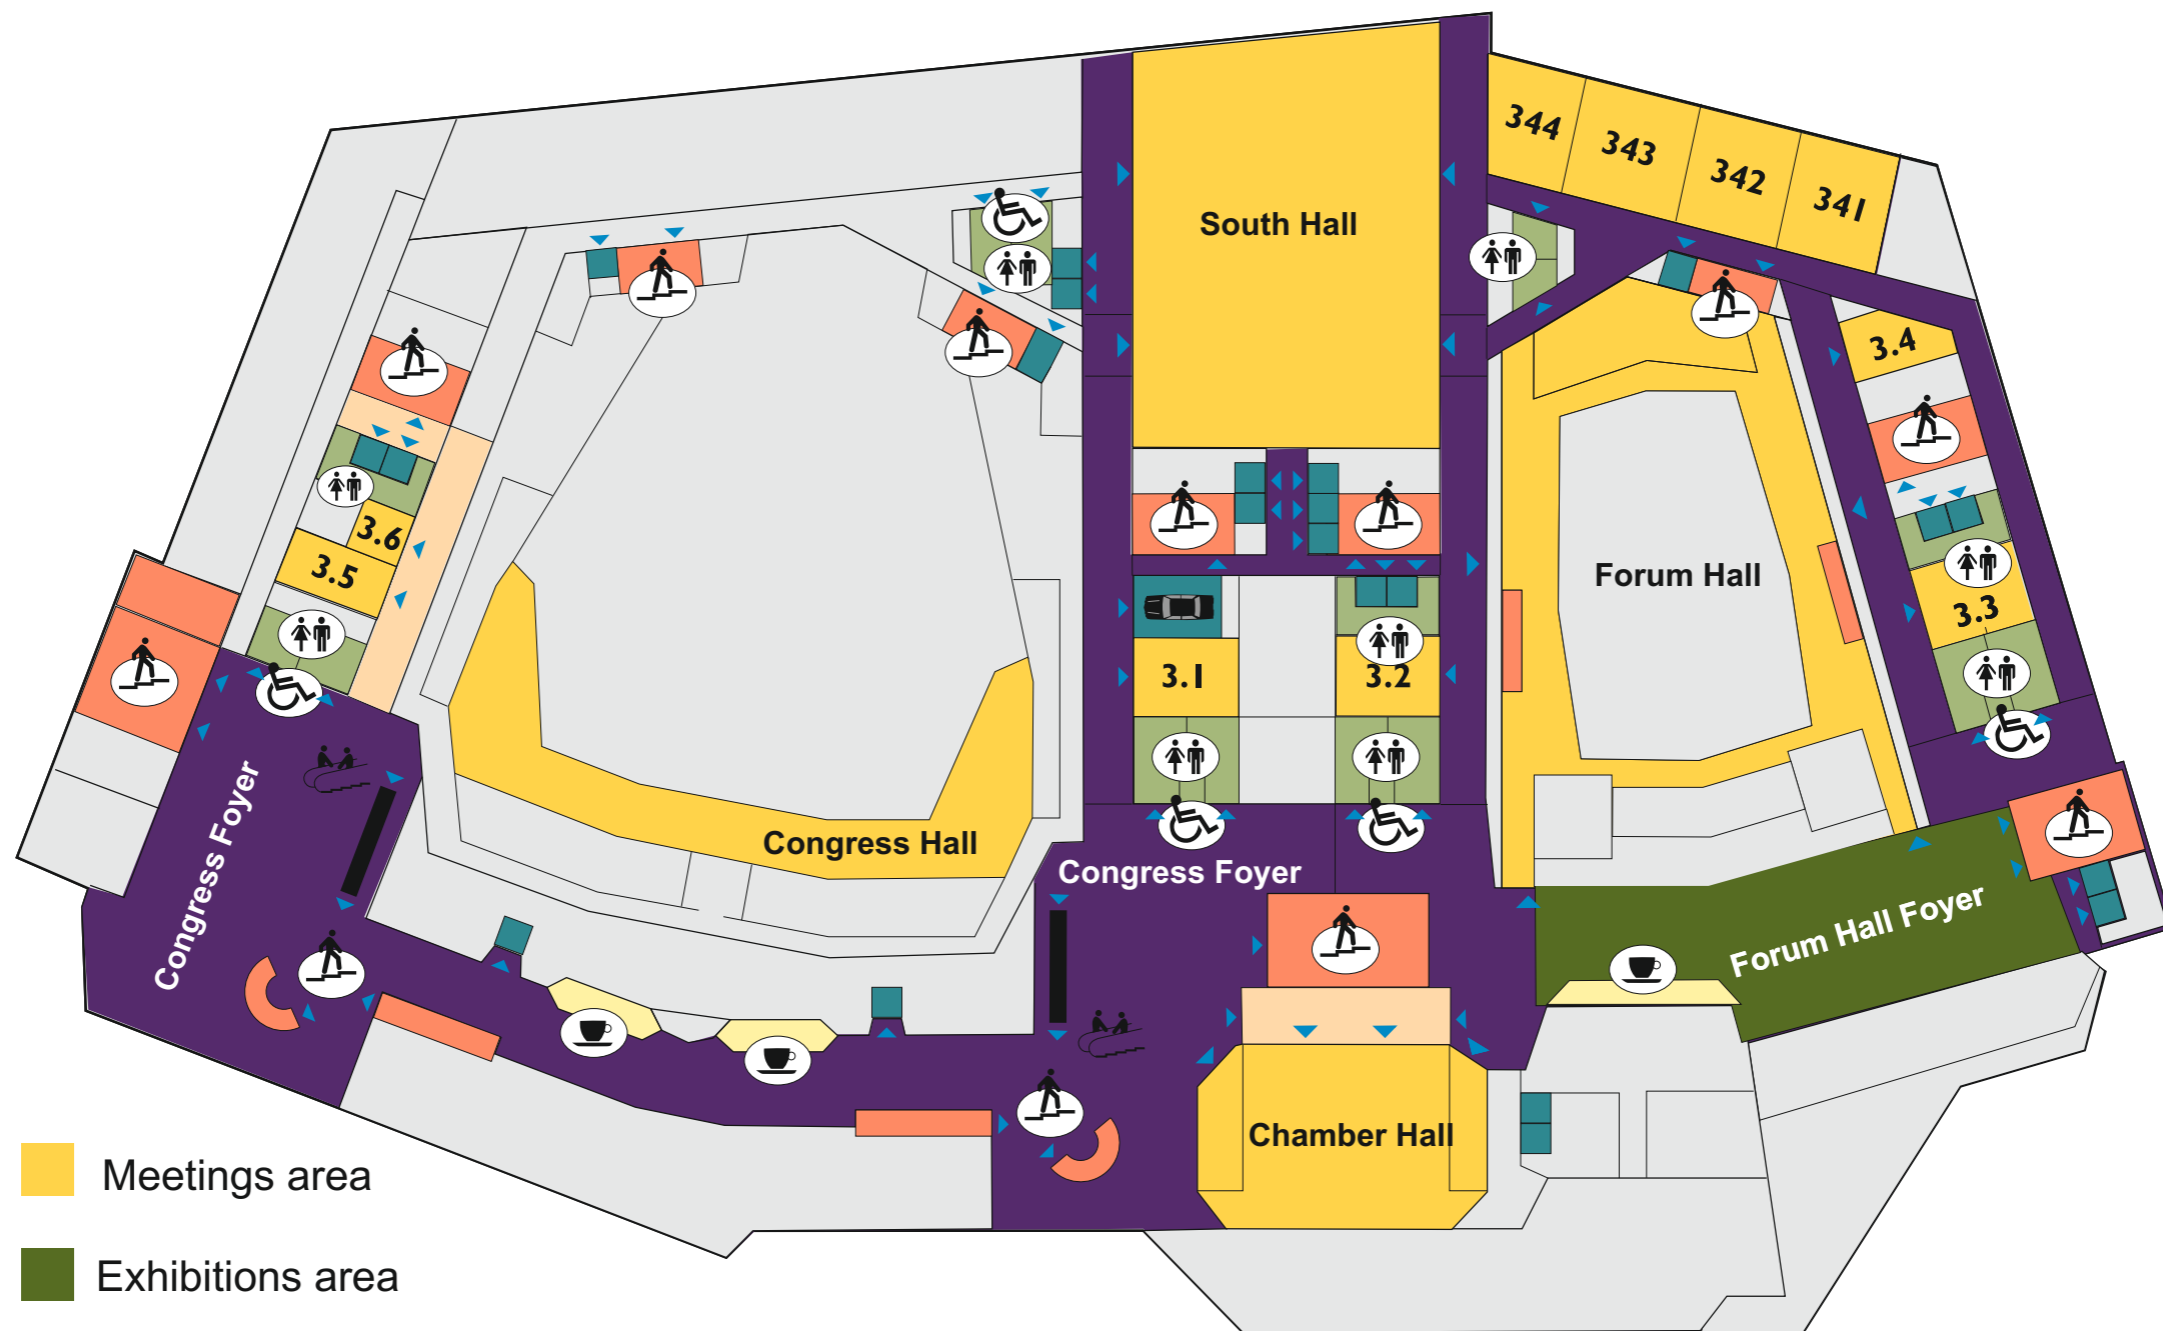 344
343
342
341
South Hall
3.4
3.6
3.5
Forum Hall
3.3
3.1
3.2
Congress Foyer
Congress Hall
Congress Foyer
Forum Hall Foyer
Chamber Hall
Meetings area
Exhibitions area